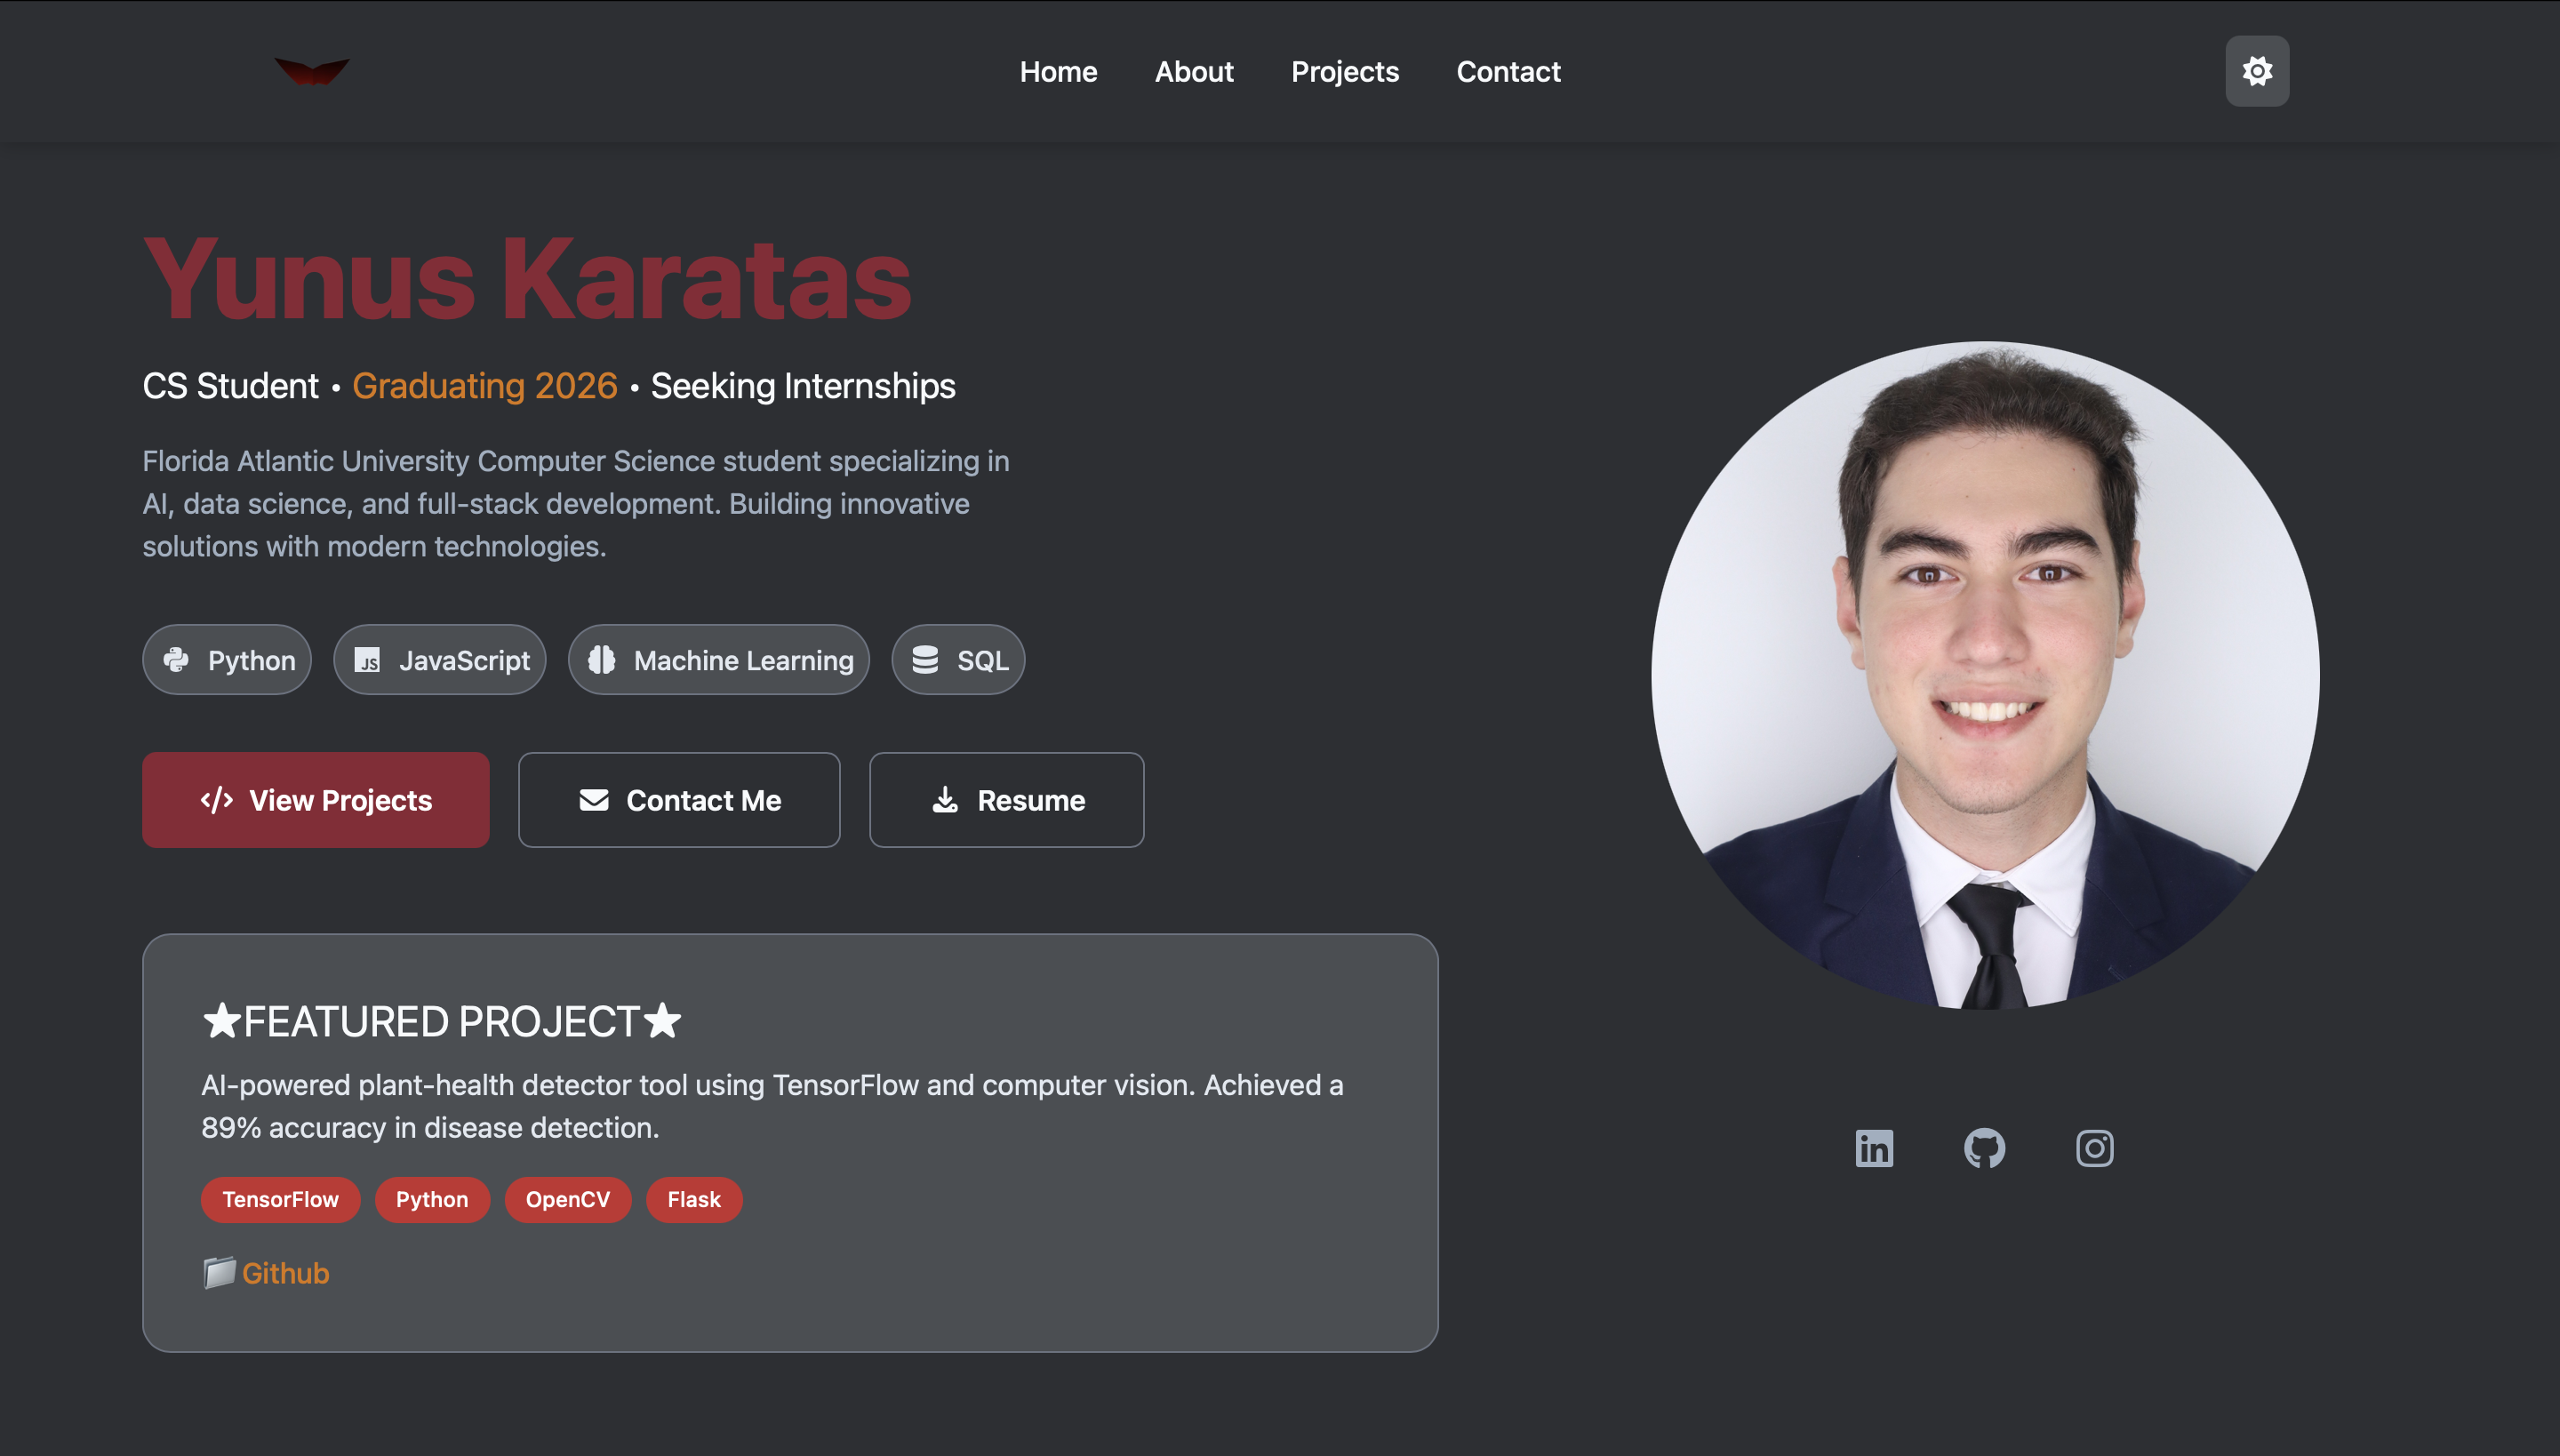 Home About Projects Contact
Yunus Karatas
CS Student • Graduating 2026 • Seeking Internships
Florida Atlantic University Computer Science student specializing in
AI, data science, and full-stack development. Building innovative
solutions with modern technologies.
Python JS JavaScript Machine Learning SQL
</> View Projects Contact Me Resume
★FEATURED PROJECT★
AI-powered plant-health detector tool using TensorFlow and computer vision. Achieved a
89% accuracy in disease detection.
TensorFlow Python OpenCV Flask
Github
in